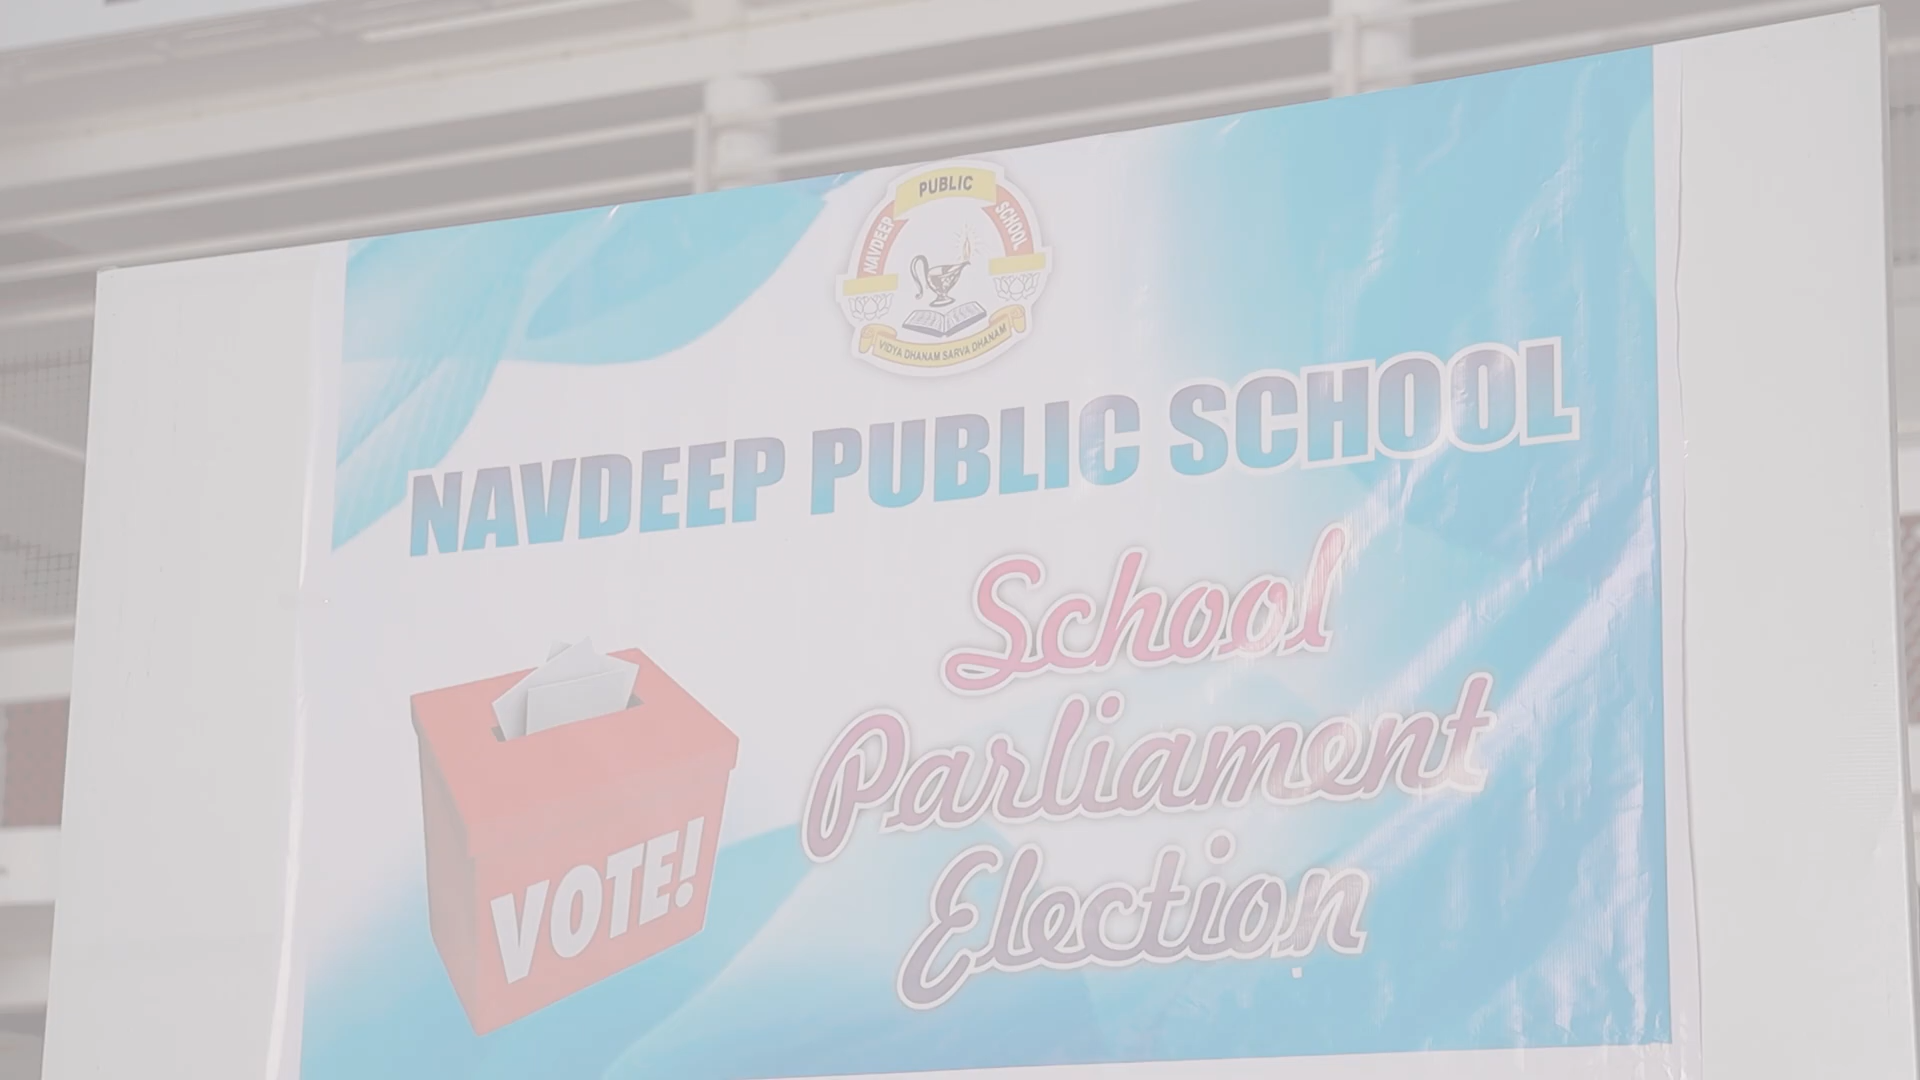 PUBLIC
NAVDEEP
SCHOOL
VIDYA DHANAM SARVA DHANAM
NAVDEEP PUBLIC SCHOOL
School
Parliament
Election
VOTE!